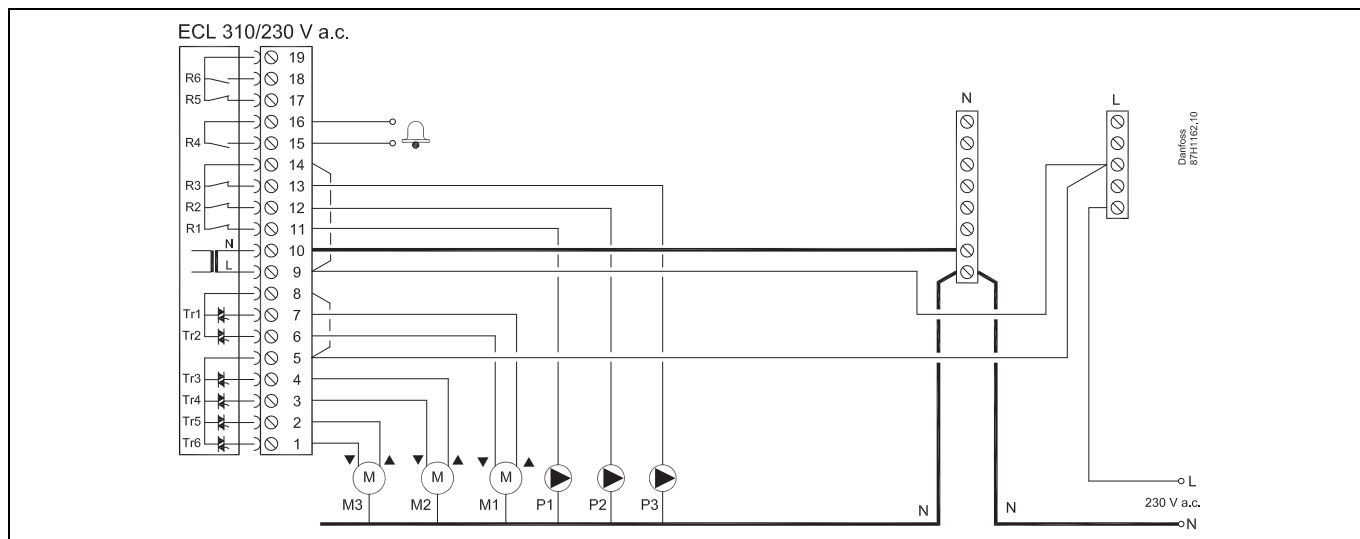 ECL 310/230 V a.c.
19
R6 18
R5 17
16
R4 15
14
R3 13
R2 12
R1 11
N 10
L 9
8
Tr1 7
Tr2 6
5
Tr3 4
Tr4 3
Tr5 2
Tr6 1
N
L
Danfoss
87H1162.10
M M M
M3 M2 M1 P1 P2 P3
L
230 V a.c.
N N N